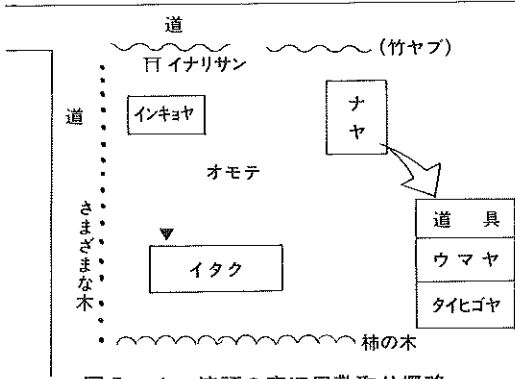 道
(竹ヤブ)
イナリサン
道
インキョヤ
ナヤ
オモテ
さまざまな木
道具
ウマヤ
タイヒゴヤ
イタク
柿の木